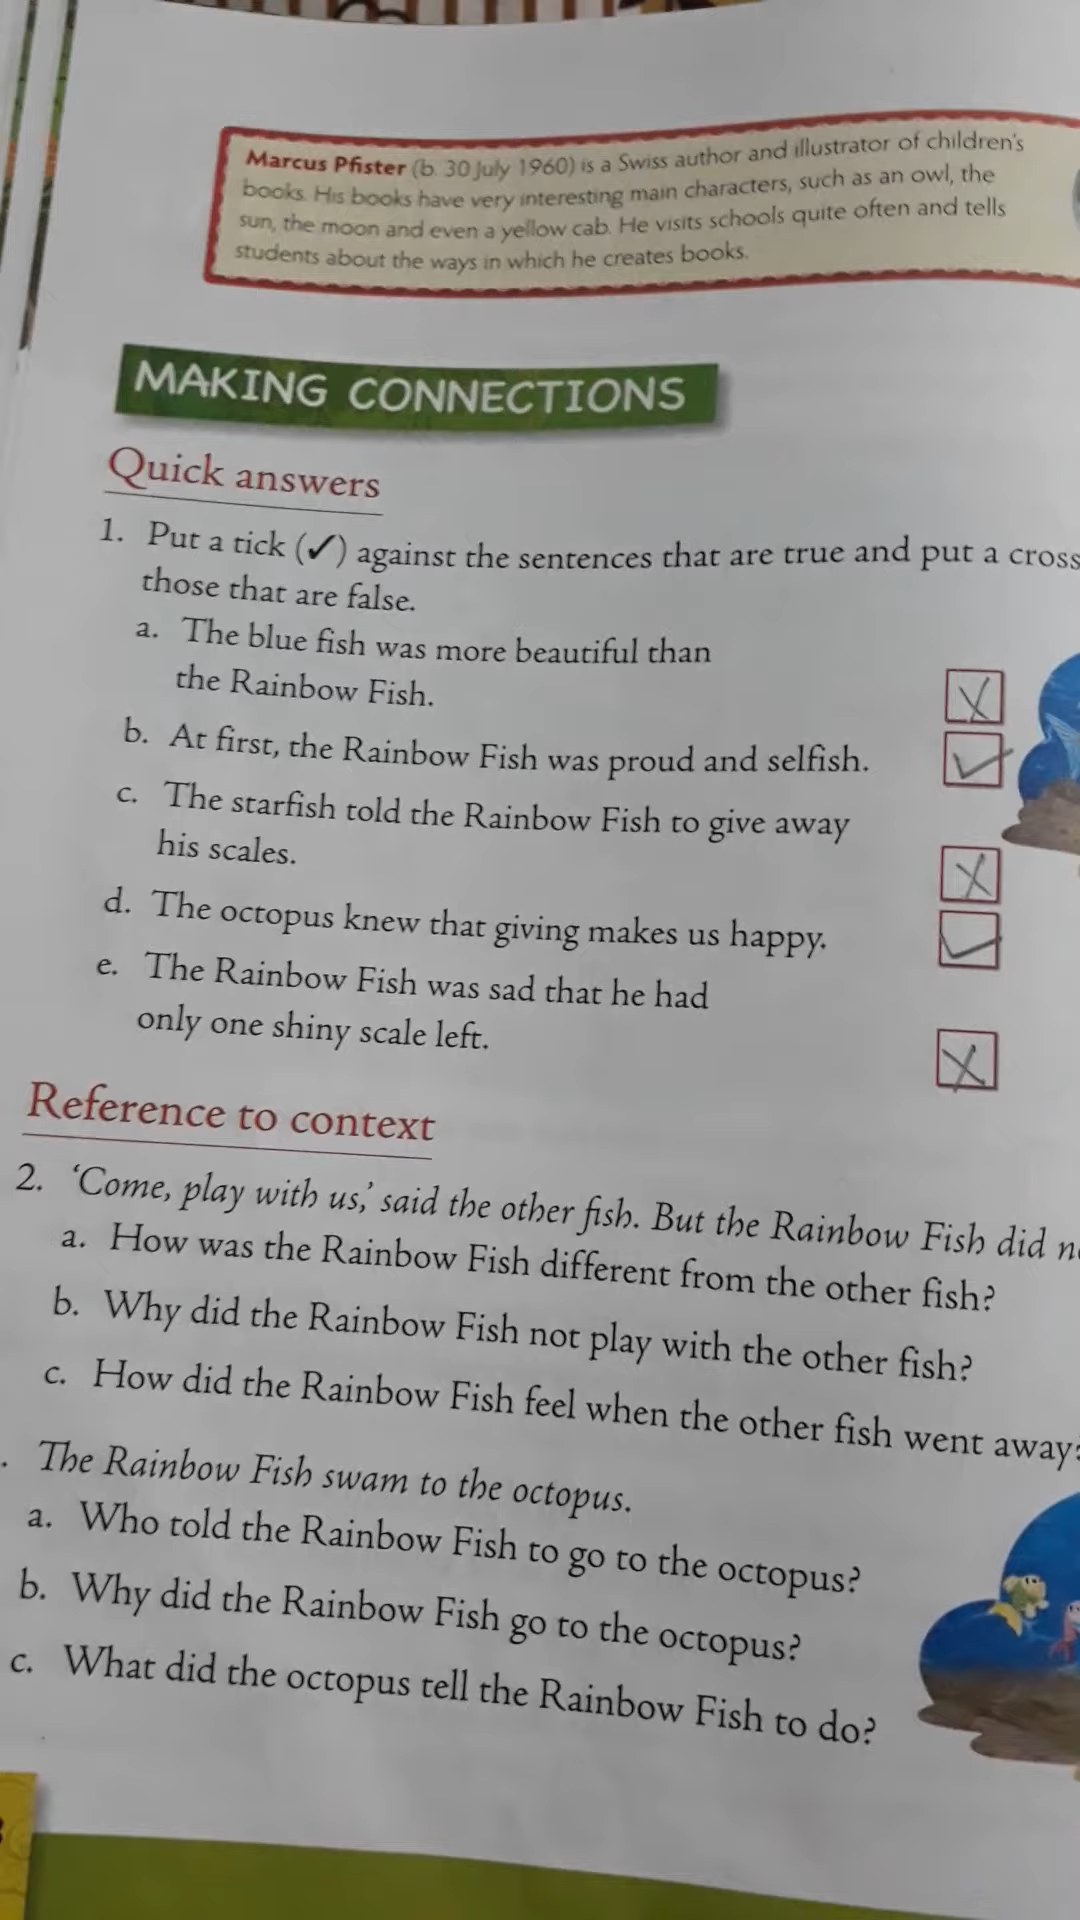 Marcus Pfister (b. 30 July 1960) is a Swiss author and illustrator of children's
books. His books have very interesting main characters, such as an owl, the
sun, the moon and even a yellow cab. He visits schools quite often and tells
students about the ways in which he creates books.
MAKING CONNECTIONS
Quick answers
1. Put a tick (✓) against the sentences that are true and put a cross
those that are false.
a. The blue fish was more beautiful than
the Rainbow Fish. X
b. At first, the Rainbow Fish was proud and selfish. ✓
c. The starfish told the Rainbow Fish to give away
his scales. X
d. The octopus knew that giving makes us happy. ✓
e. The Rainbow Fish was sad that he had
only one shiny scale left. X
Reference to context
2. ‘Come, play with us,’ said the other fish. But the Rainbow Fish did
a. How was the Rainbow Fish different from the other fish?
b. Why did the Rainbow Fish not play with the other fish?
c. How did the Rainbow Fish feel when the other fish went away?
. The Rainbow Fish swam to the octopus.
a. Who told the Rainbow Fish to go to the octopus?
b. Why did the Rainbow Fish go to the octopus?
c. What did the octopus tell the Rainbow Fish to do?